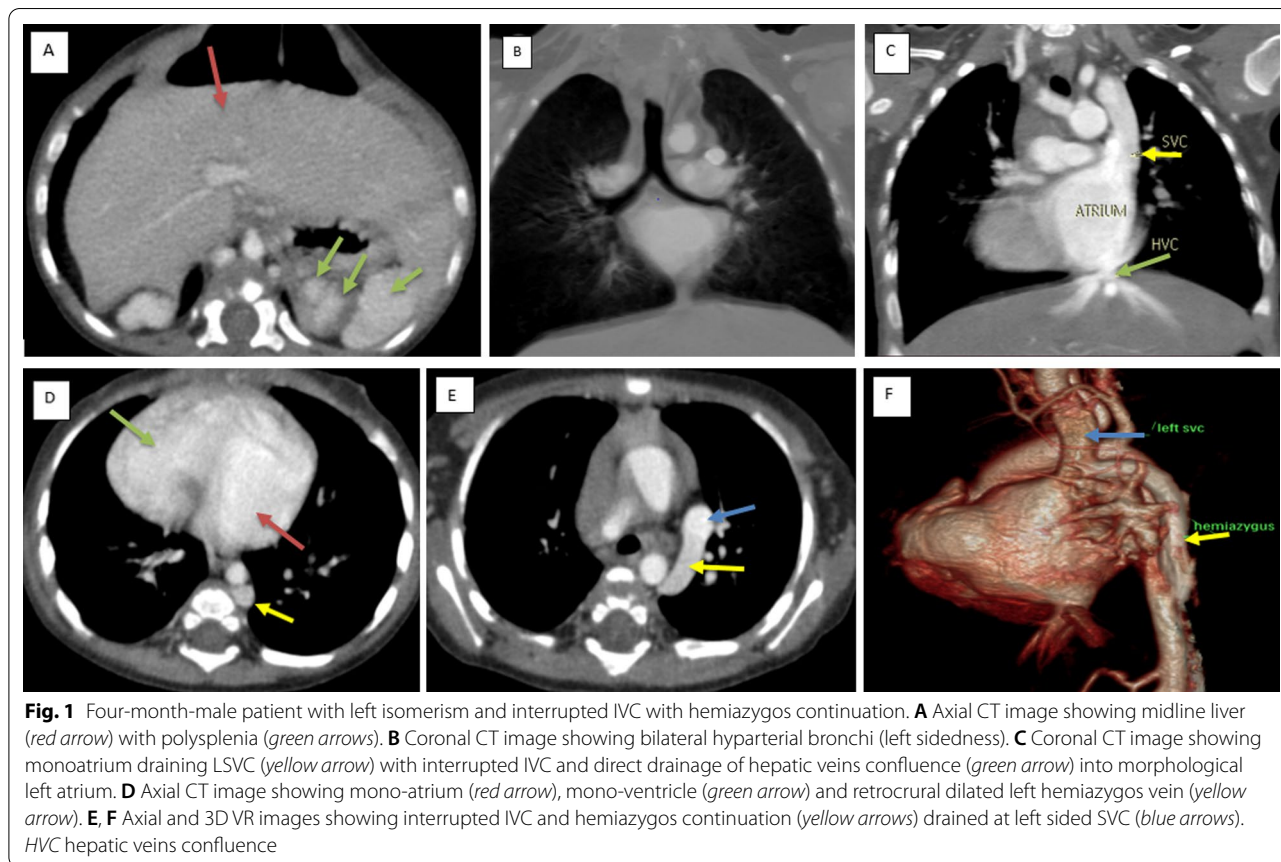 A
B
C
SVC
ATRIUM
HVC
D
E
F
left svc
hemiazygus
Fig. 1 Four-month-male patient with left isomerism and interrupted IVC with hemiazygos continuation. A Axial CT image showing midline liver
(red arrow) with polysplenia (green arrows). B Coronal CT image showing bilateral hyparterial bronchi (left sidedness). C Coronal CT image showing
monoatrium draining LSVC (yellow arrow) with interrupted IVC and direct drainage of hepatic veins confluence (green arrow) into morphological
left atrium. D Axial CT image showing mono-atrium (red arrow), mono-ventricle (green arrow) and retrocrural dilated left hemiazygos vein (yellow
arrow). E, F Axial and 3D VR images showing interrupted IVC and hemiazygos continuation (yellow arrows) drained at left sided SVC (blue arrows).
HVC hepatic veins confluence